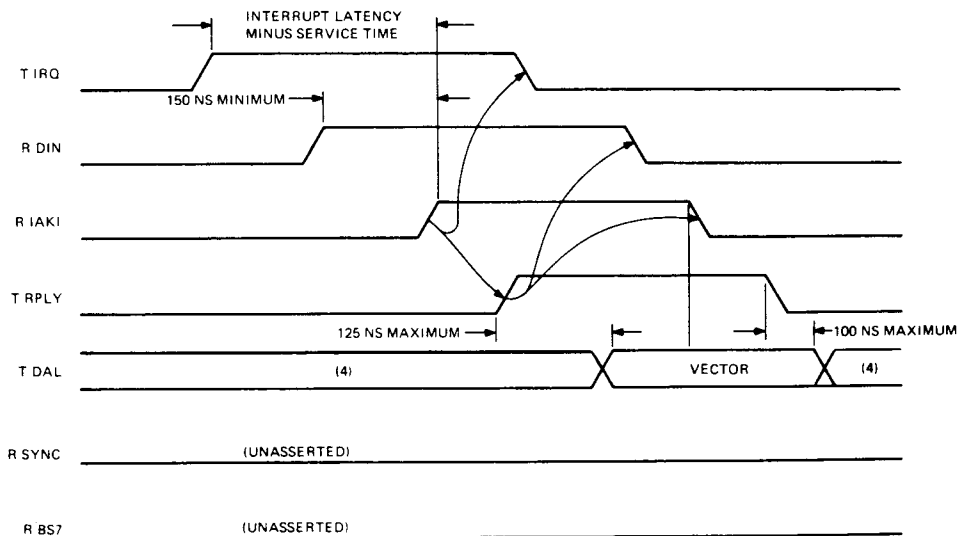 INTERRUPT LATENCY
MINUS SERVICE TIME
T IRQ
150 NS MINIMUM
R DIN
R IAKI
T RPLY
125 NS MAXIMUM
100 NS MAXIMUM
T DAL
(4)
VECTOR
(4)
R SYNC
(UNASSERTED)
R BS7
(UNASSERTED)